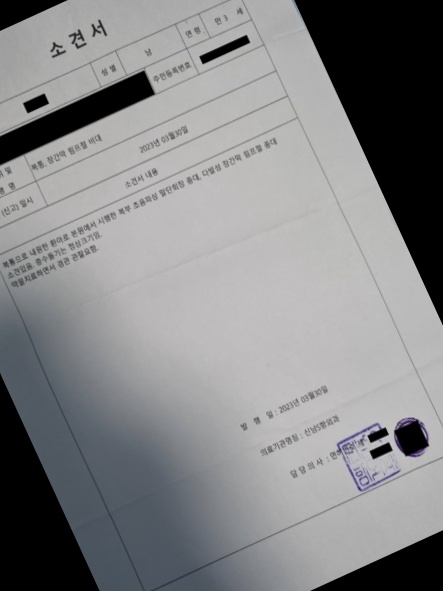 소견서
성 별 남 연 령 만 3 세
주민등록번호
복통, 장간막 림프절 비대
(신고) 일시 2023년 03월30일
소견서 내용
복통으로 내원한 환아로 본원에서 시행한 복부 초음파상 말단회장 종대, 다발성 장간막 림프절 종대
소견있음. 충수돌기는 정상크기임.
약물치료하면서 경과 관찰요함.
발 행 일 : 2023년 03월30일
의료기관명칭 : 신남S항외과
담 당 의 사 :